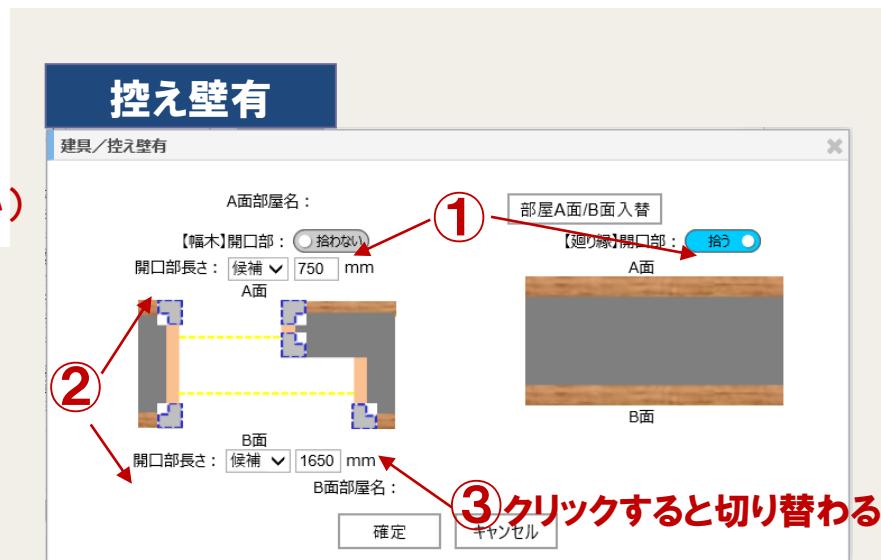 控え壁有
建具／控え壁有
い）
A面部屋名：
部屋A面/B面入替
①
【幅木】開口部： 拾わない
【廻り縁】開口部： 拾う
開口部長さ： 候補 750 mm
A面
A面
②
B面
B面
開口部長さ： 候補 1650 mm
B面部屋名：
③クリックすると切り替わる
確定
キャンセル